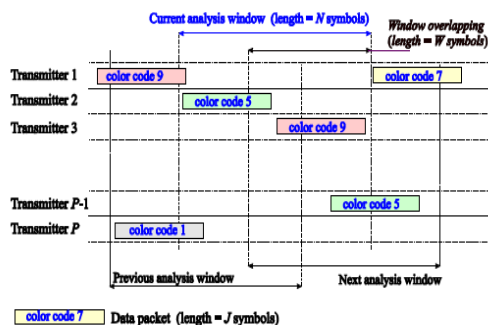 Current analysis window (length = N symbols)
Window overlapping
(length = W symbols)
Transmitter 1
color code 9
color code 7
Transmitter 2
color code 5
Transmitter 3
color code 9
Transmitter P-1
color code 5
Transmitter P
color code 1
Previous analysis window
Next analysis window
color code 7
Data packet (length = J symbols)